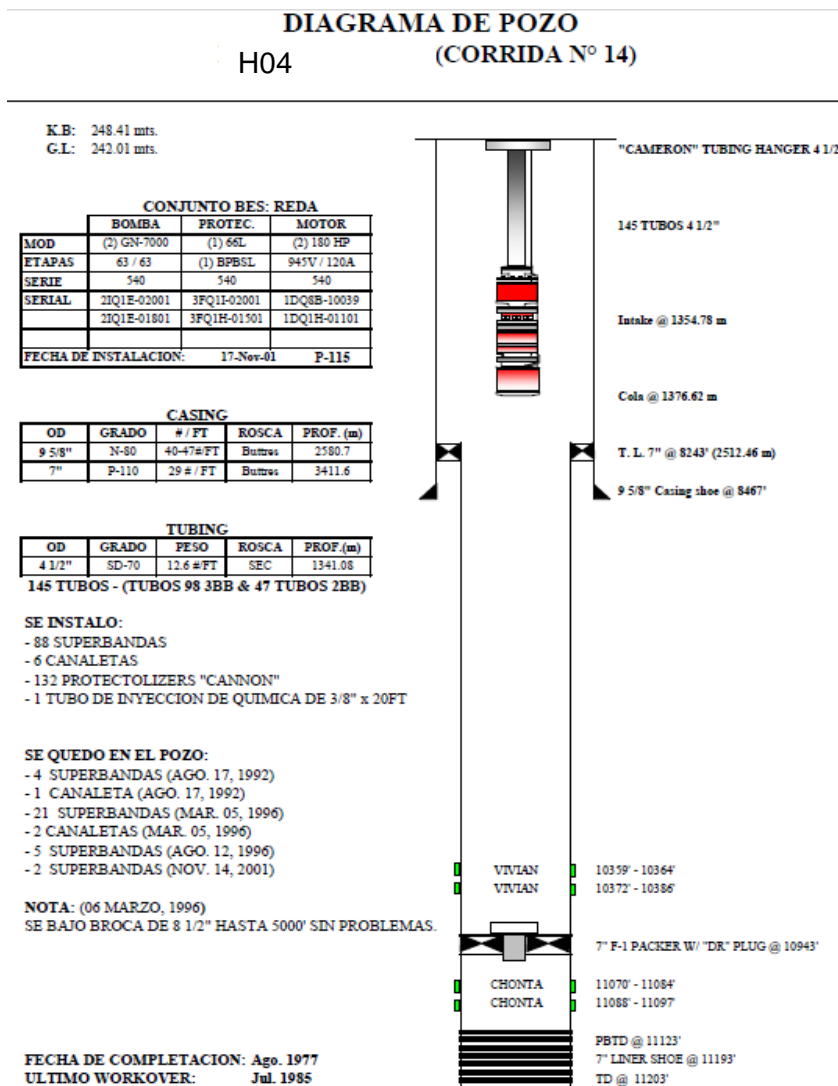 DIAGRAMA DE POZO
H04 (CORRIDA N° 14)
K.B: 248.41 mts.
G.L: 242.01 mts.
CONJUNTO BES: REDA
BOMBA PROTEC. MOTOR
MOD (2) GN-7000 (1) 66L (2) 180 HP
ETAPAS 63 / 63 (1) BPBSL 945V / 120A
SERIE 540 540 540
SERIAL 2IQ1E-02001 3FQ1I-02001 1DQ8B-10039
2IQ1E-01801 3FQ1H-01501 1DQ1H-01101
FECHA DE INSTALACION: 17-Nov-01 P-115
CASING
OD GRADO # / FT ROSCA PROF. (m)
9 5/8" N-80 40-47#/FT Buttres 2580.7
7" P-110 29 # / FT Buttres 3411.6
TUBING
OD GRADO PESO ROSCA PROF.(m)
4 1/2" SD-70 12.6 #/FT SEC 1341.08
145 TUBOS - (TUBOS 98 3BB & 47 TUBOS 2BB)
SE INSTALO:
- 88 SUPERBANDAS
- 6 CANALETAS
- 132 PROTECTOLIZERS "CANNON"
- 1 TUBO DE INYECCION DE QUIMICA DE 3/8" x 20FT
SE QUEDO EN EL POZO:
- 4 SUPERBANDAS (AGO. 17, 1992)
- 1 CANALETA (AGO. 17, 1992)
- 21 SUPERBANDAS (MAR. 05, 1996)
- 2 CANALETAS (MAR. 05, 1996)
- 5 SUPERBANDAS (AGO. 12, 1996)
- 2 SUPERBANDAS (NOV. 14, 2001)
NOTA: (06 MARZO, 1996)
SE BAJO BROCA DE 8 1/2" HASTA 5000' SIN PROBLEMAS.
FECHA DE COMPLETACION: Ago. 1977
ULTIMO WORKOVER: Jul. 1985
"CAMERON" TUBING HANGER 4 1/2
145 TUBOS 4 1/2"
Intake @ 1354.78 m
Cola @ 1376.62 m
T. L. 7" @ 8243' (2512.46 m)
9 5/8" Casing shoe @ 8467'
VIVIAN 10359' - 10364'
VIVIAN 10372' - 10386'
7" F-1 PACKER W/ "DR" PLUG @ 10943'
CHONTA 11070' - 11084'
CHONTA 11088' - 11097'
PBTD @ 11123'
7" LINER SHOE @ 11193'
TD @ 11203'